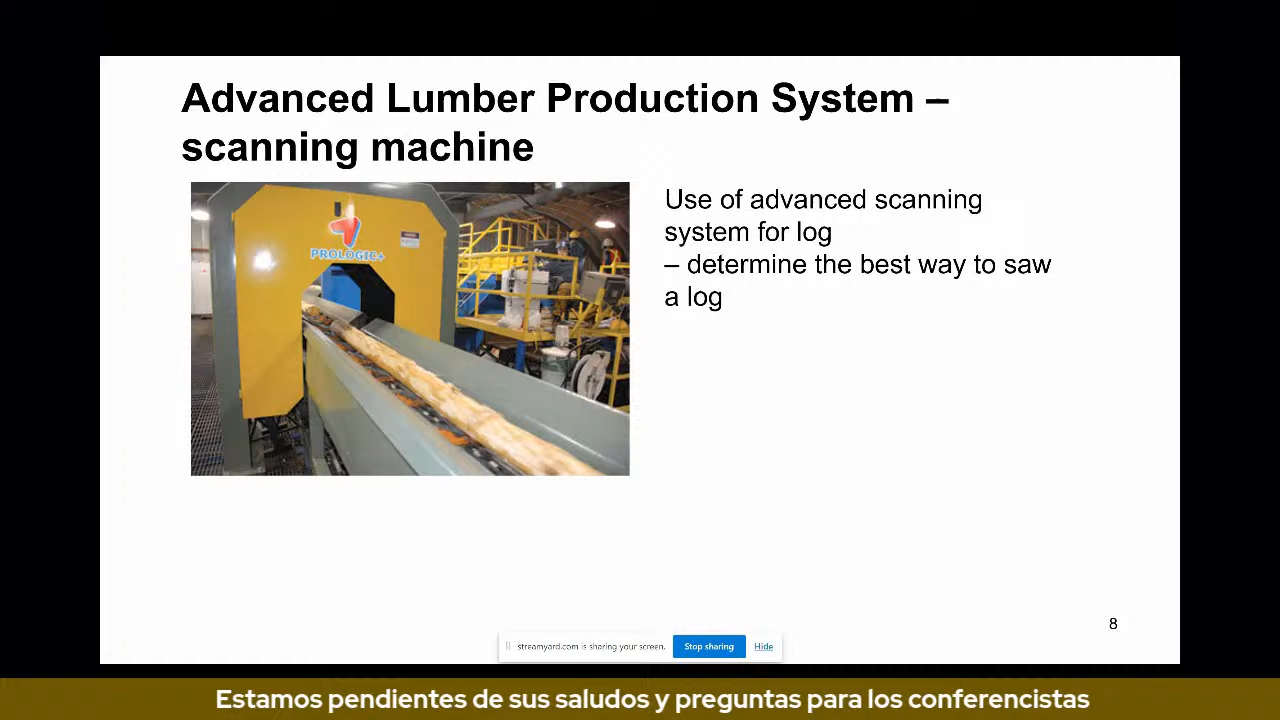 Advanced Lumber Production System –
scanning machine
PROLOGIC+
Use of advanced scanning
system for log
– determine the best way to saw
a log
8
streamyard.com is sharing your screen.
Stop sharing
Hide
Estamos pendientes de sus saludos y preguntas para los conferencistas